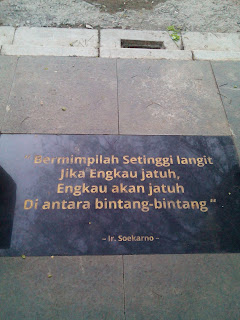 " Bermimpilah Setinggi langit
Jika Engkau jatuh,
Engkau akan jatuh
Di antara bintang-bintang "
– Ir. Soekarno –